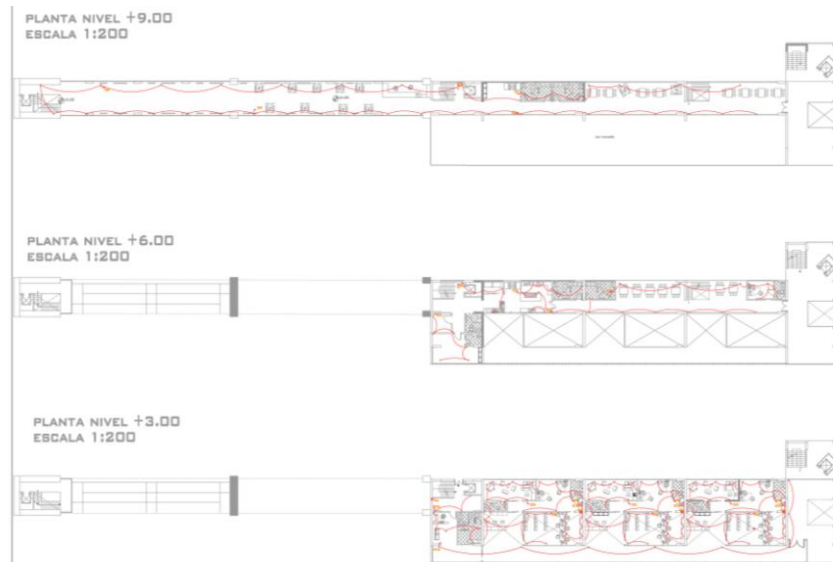 PLANTA NIVEL +9.00
ESCALA 1:200
PLANTA NIVEL +6.00
ESCALA 1:200
PLANTA NIVEL +3.00
ESCALA 1:200